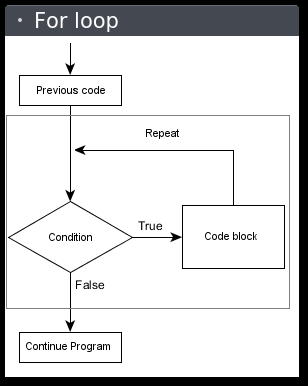 • For loop
Previous code
Repeat
True
Condition
Code block
False
Continue Program